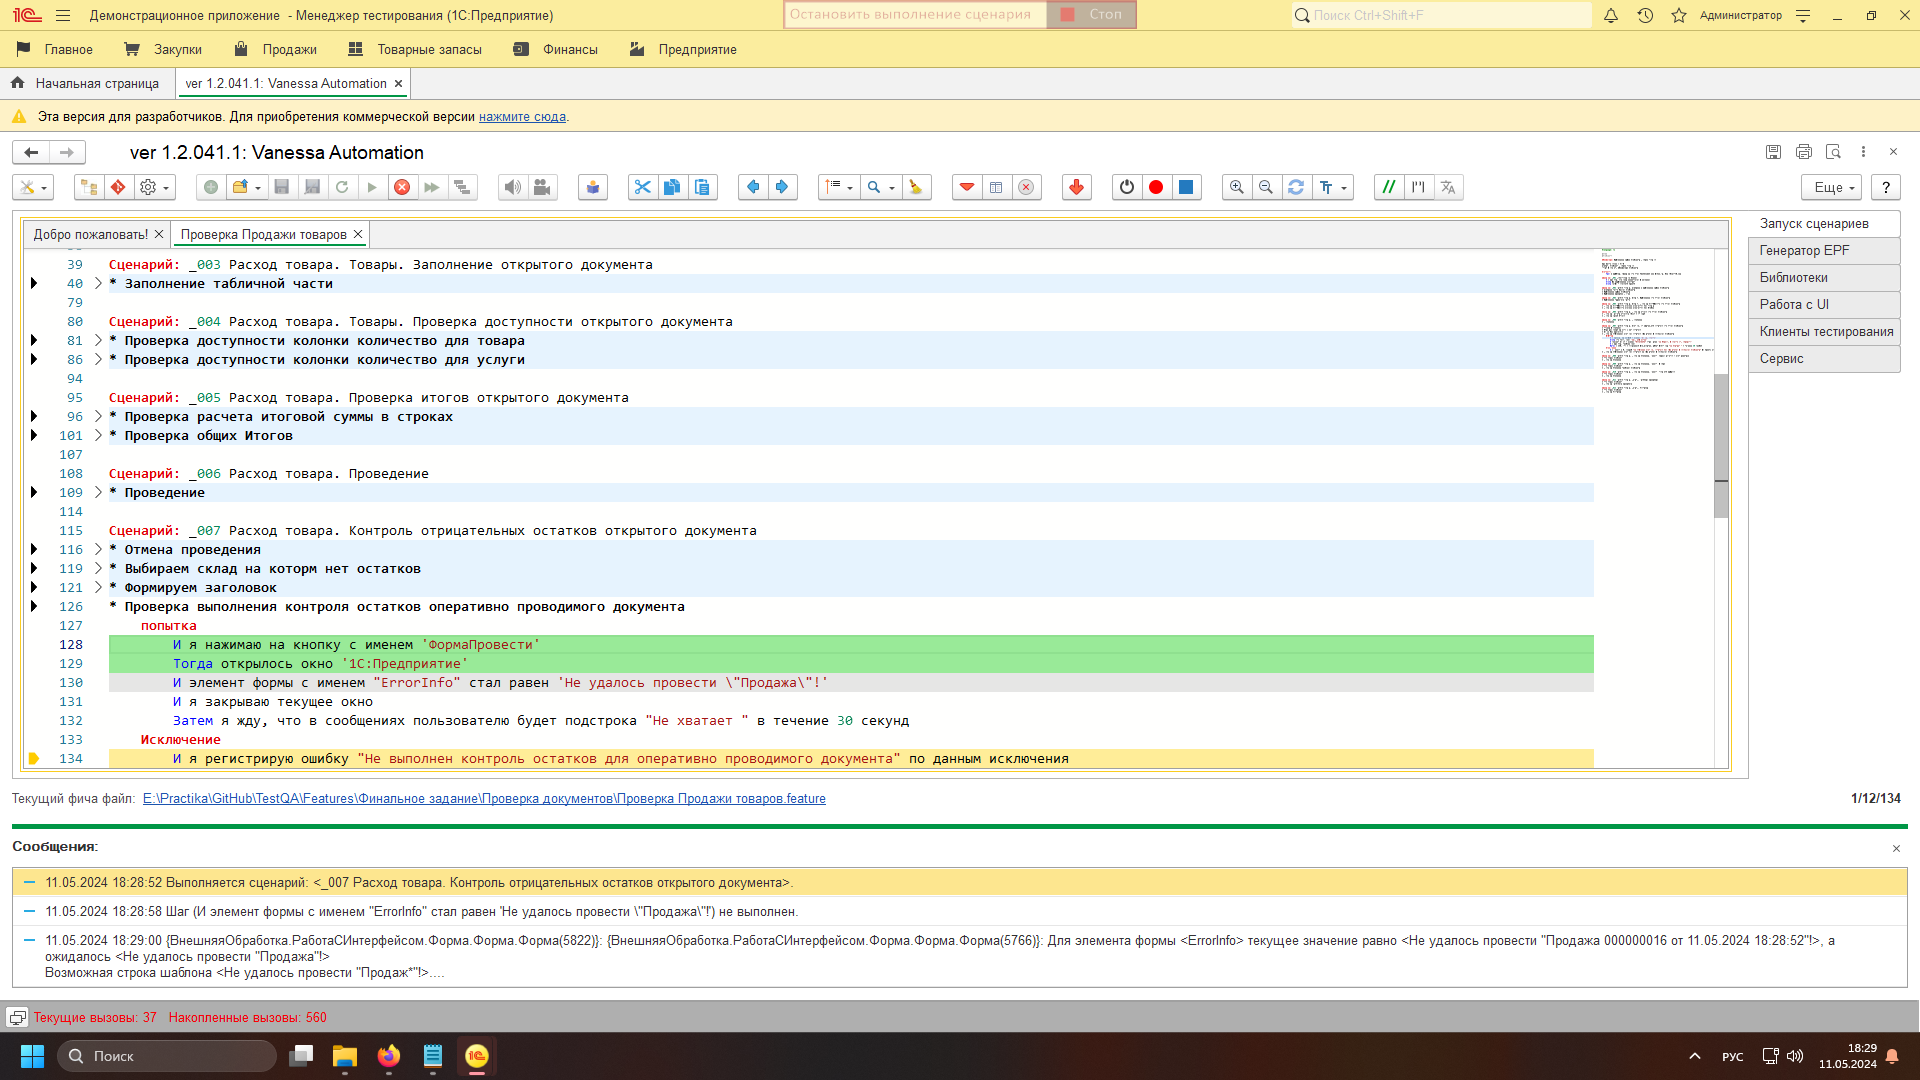 Демонстрационное приложение - Менеджер тестирования (1С:Предприятие)
Остановить выполнение сценария Стоп
Поиск Ctrl+Shift+F
Администратор
Главное Закупки Продажи Товарные запасы Финансы Предприятие
Начальная страница
ver 1.2.041.1: Vanessa Automation
Эта версия для разработчиков. Для приобретения коммерческой версии нажмите сюда.
ver 1.2.041.1: Vanessa Automation
Еще ?
Добро пожаловать! Проверка Продажи товаров
39 Сценарий: _003 Расход товара. Товары. Заполнение открытого документа
40 * Заполнение табличной части
79
80 Сценарий: _004 Расход товара. Товары. Проверка доступности открытого документа
81 * Проверка доступности колонки количество для товара
86 * Проверка доступности колонки количество для услуги
94
95 Сценарий: _005 Расход товара. Проверка итогов открытого документа
96 * Проверка расчета итоговой суммы в строках
101 * Проверка общих Итогов
107
108 Сценарий: _006 Расход товара. Проведение
109 * Проведение
114
115 Сценарий: _007 Расход товара. Контроль отрицательных остатков открытого документа
116 * Отмена проведения
119 * Выбираем склад на которм нет остатков
121 * Формируем заголовок
126 * Проверка выполнения контроля остатков оперативно проводимого документа
127 попытка
128 И я нажимаю на кнопку с именем 'ФормаПровести'
129 Тогда открылось окно '1С:Предприятие'
130 И элемент формы с именем "ErrorInfo" стал равен 'Не удалось провести \"Продажа\"!'
131 И я закрываю текущее окно
132 Затем я жду, что в сообщениях пользователю будет подстрока "Не хватает " в течение 30 секунд
133 Исключение
134 И я регистрирую ошибку "Не выполнен контроль остатков для оперативно проводимого документа" по данным исключения
Запуск сценариев
Генератор EPF
Библиотеки
Работа с UI
Клиенты тестирования
Сервис
Текущий фича файл: E:\Practika\GitHub\TestQA\Features\Финальное задание\Проверка документов\Проверка Продажи товаров.feature
1/12/134
Сообщения:
11.05.2024 18:28:52 Выполняется сценарий: <_007 Расход товара. Контроль отрицательных остатков открытого документа>.
11.05.2024 18:28:58 Шаг (И элемент формы с именем "ErrorInfo" стал равен 'Не удалось провести \"Продажа\"!') не выполнен.
11.05.2024 18:29:00 {ВнешняяОбработка.РаботаСИнтерфейсом.Форма.Форма.Форма(5822)}: {ВнешняяОбработка.РаботаСИнтерфейсом.Форма.Форма.Форма(5766)}: Для элемента формы <ErrorInfo> текущее значение равно <Не удалось провести "Продажа 000000016 от 11.05.2024 18:28:52"!>, а
ожидалось <Не удалось провести "Продажа"!>
Возможная строка шаблона <Не удалось провести "Продаж*"!>....
Текущие вызовы: 37 Накопленные вызовы: 560
Поиск
РУС
18:29
11.05.2024